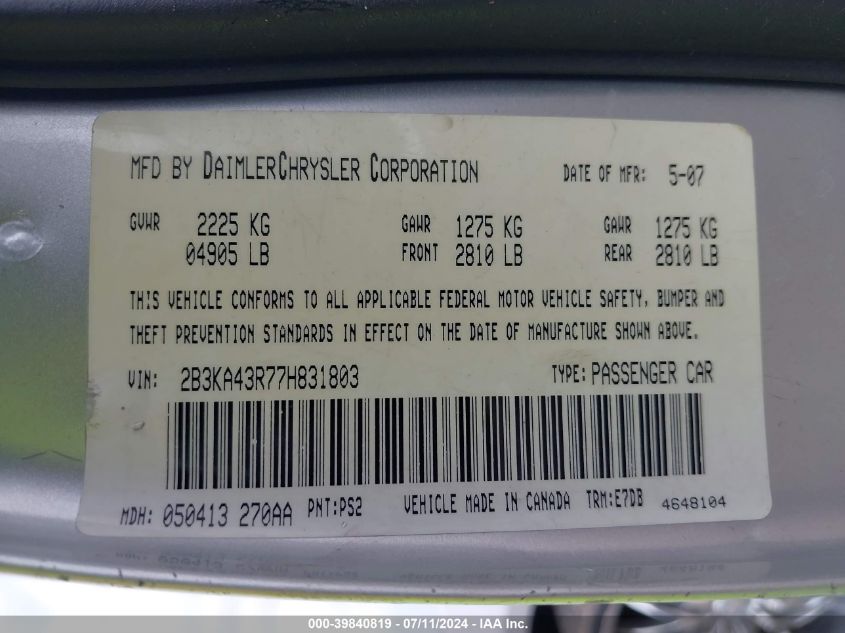 MFD BY DAIMLERCHRYSLER CORPORATION DATE OF MFR: 5-07
GVWR 2225 KG GAWR 1275 KG GAWR 1275 KG
04905 LB FRONT 2810 LB REAR 2810 LB
THIS VEHICLE CONFORMS TO ALL APPLICABLE FEDERAL MOTOR VEHICLE SAFETY, BUMPER AND
THEFT PREVENTION STANDARDS IN EFFECT ON THE DATE OF MANUFACTURE SHOWN ABOVE.
VIN: 2B3KA43R77H831803 TYPE: PASSENGER CAR
MDH: 050413 270AA PNT:PS2 VEHICLE MADE IN CANADA TRM:E7DB 4648104
000-39840819 - 07/11/2024 - IAA Inc.